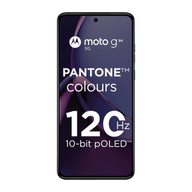 moto g84
5G
PANTONE™
colours
120Hz
10-bit pOLED